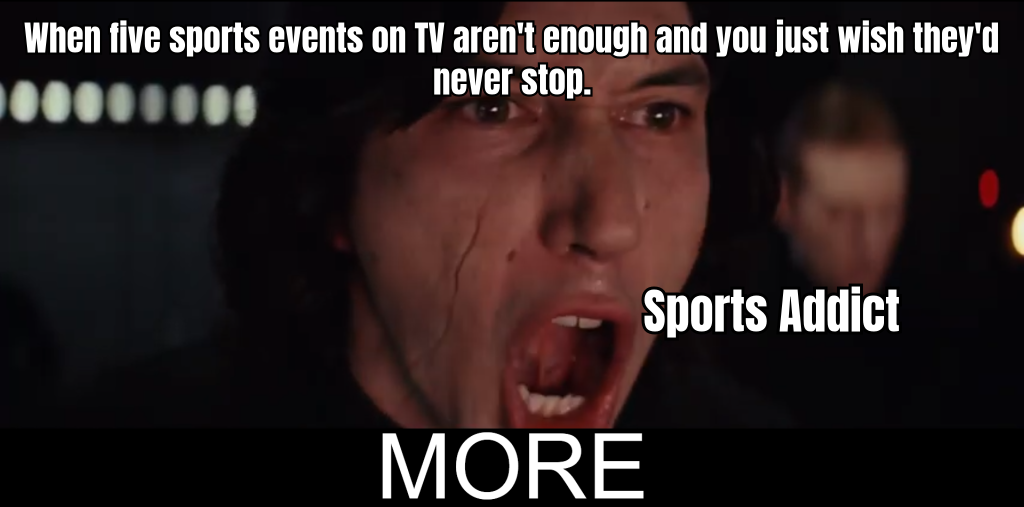 When five sports events on TV aren't enough and you just wish they'd
never stop.
Sports Addict
MORE